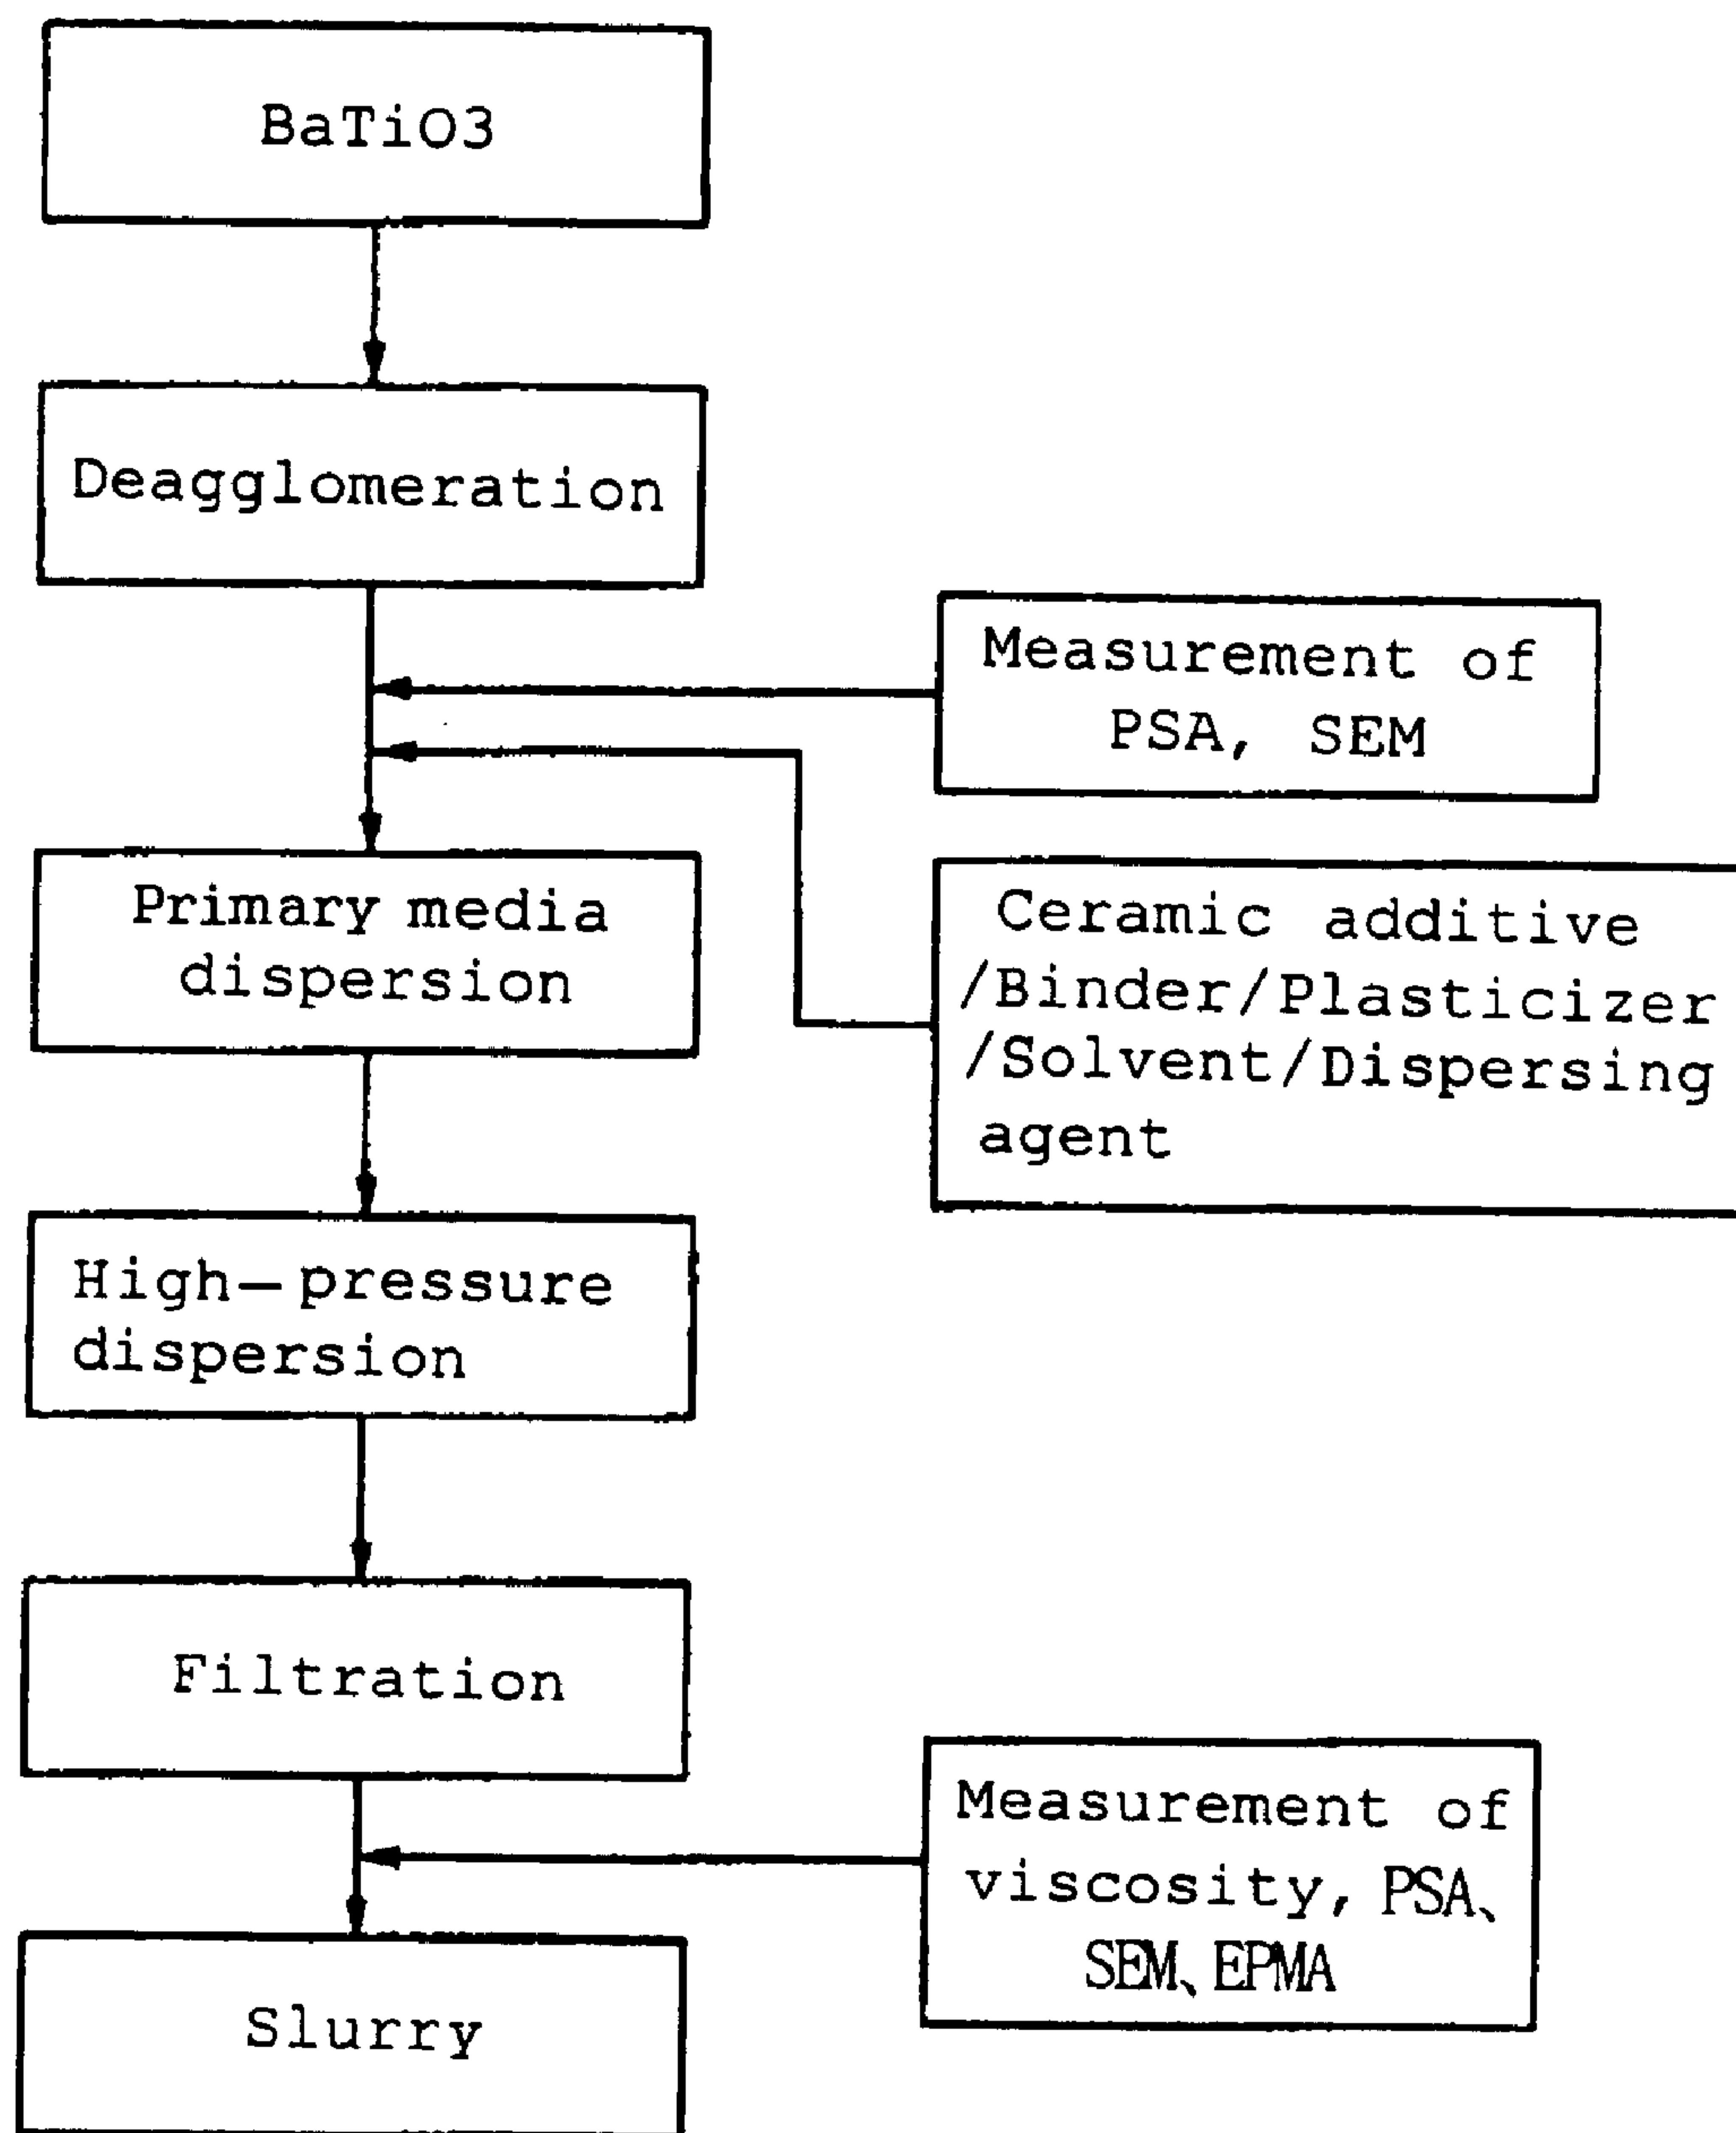 BaTiO3
Deagglomeration
Measurement of
PSA, SEM
Primary media
dispersion
Ceramic additive
/Binder/Plasticizer
/Solvent/Dispersing
agent
High-pressure
dispersion
Filtration
Measurement of
viscosity, PSA、
SEM、EPMA
Slurry